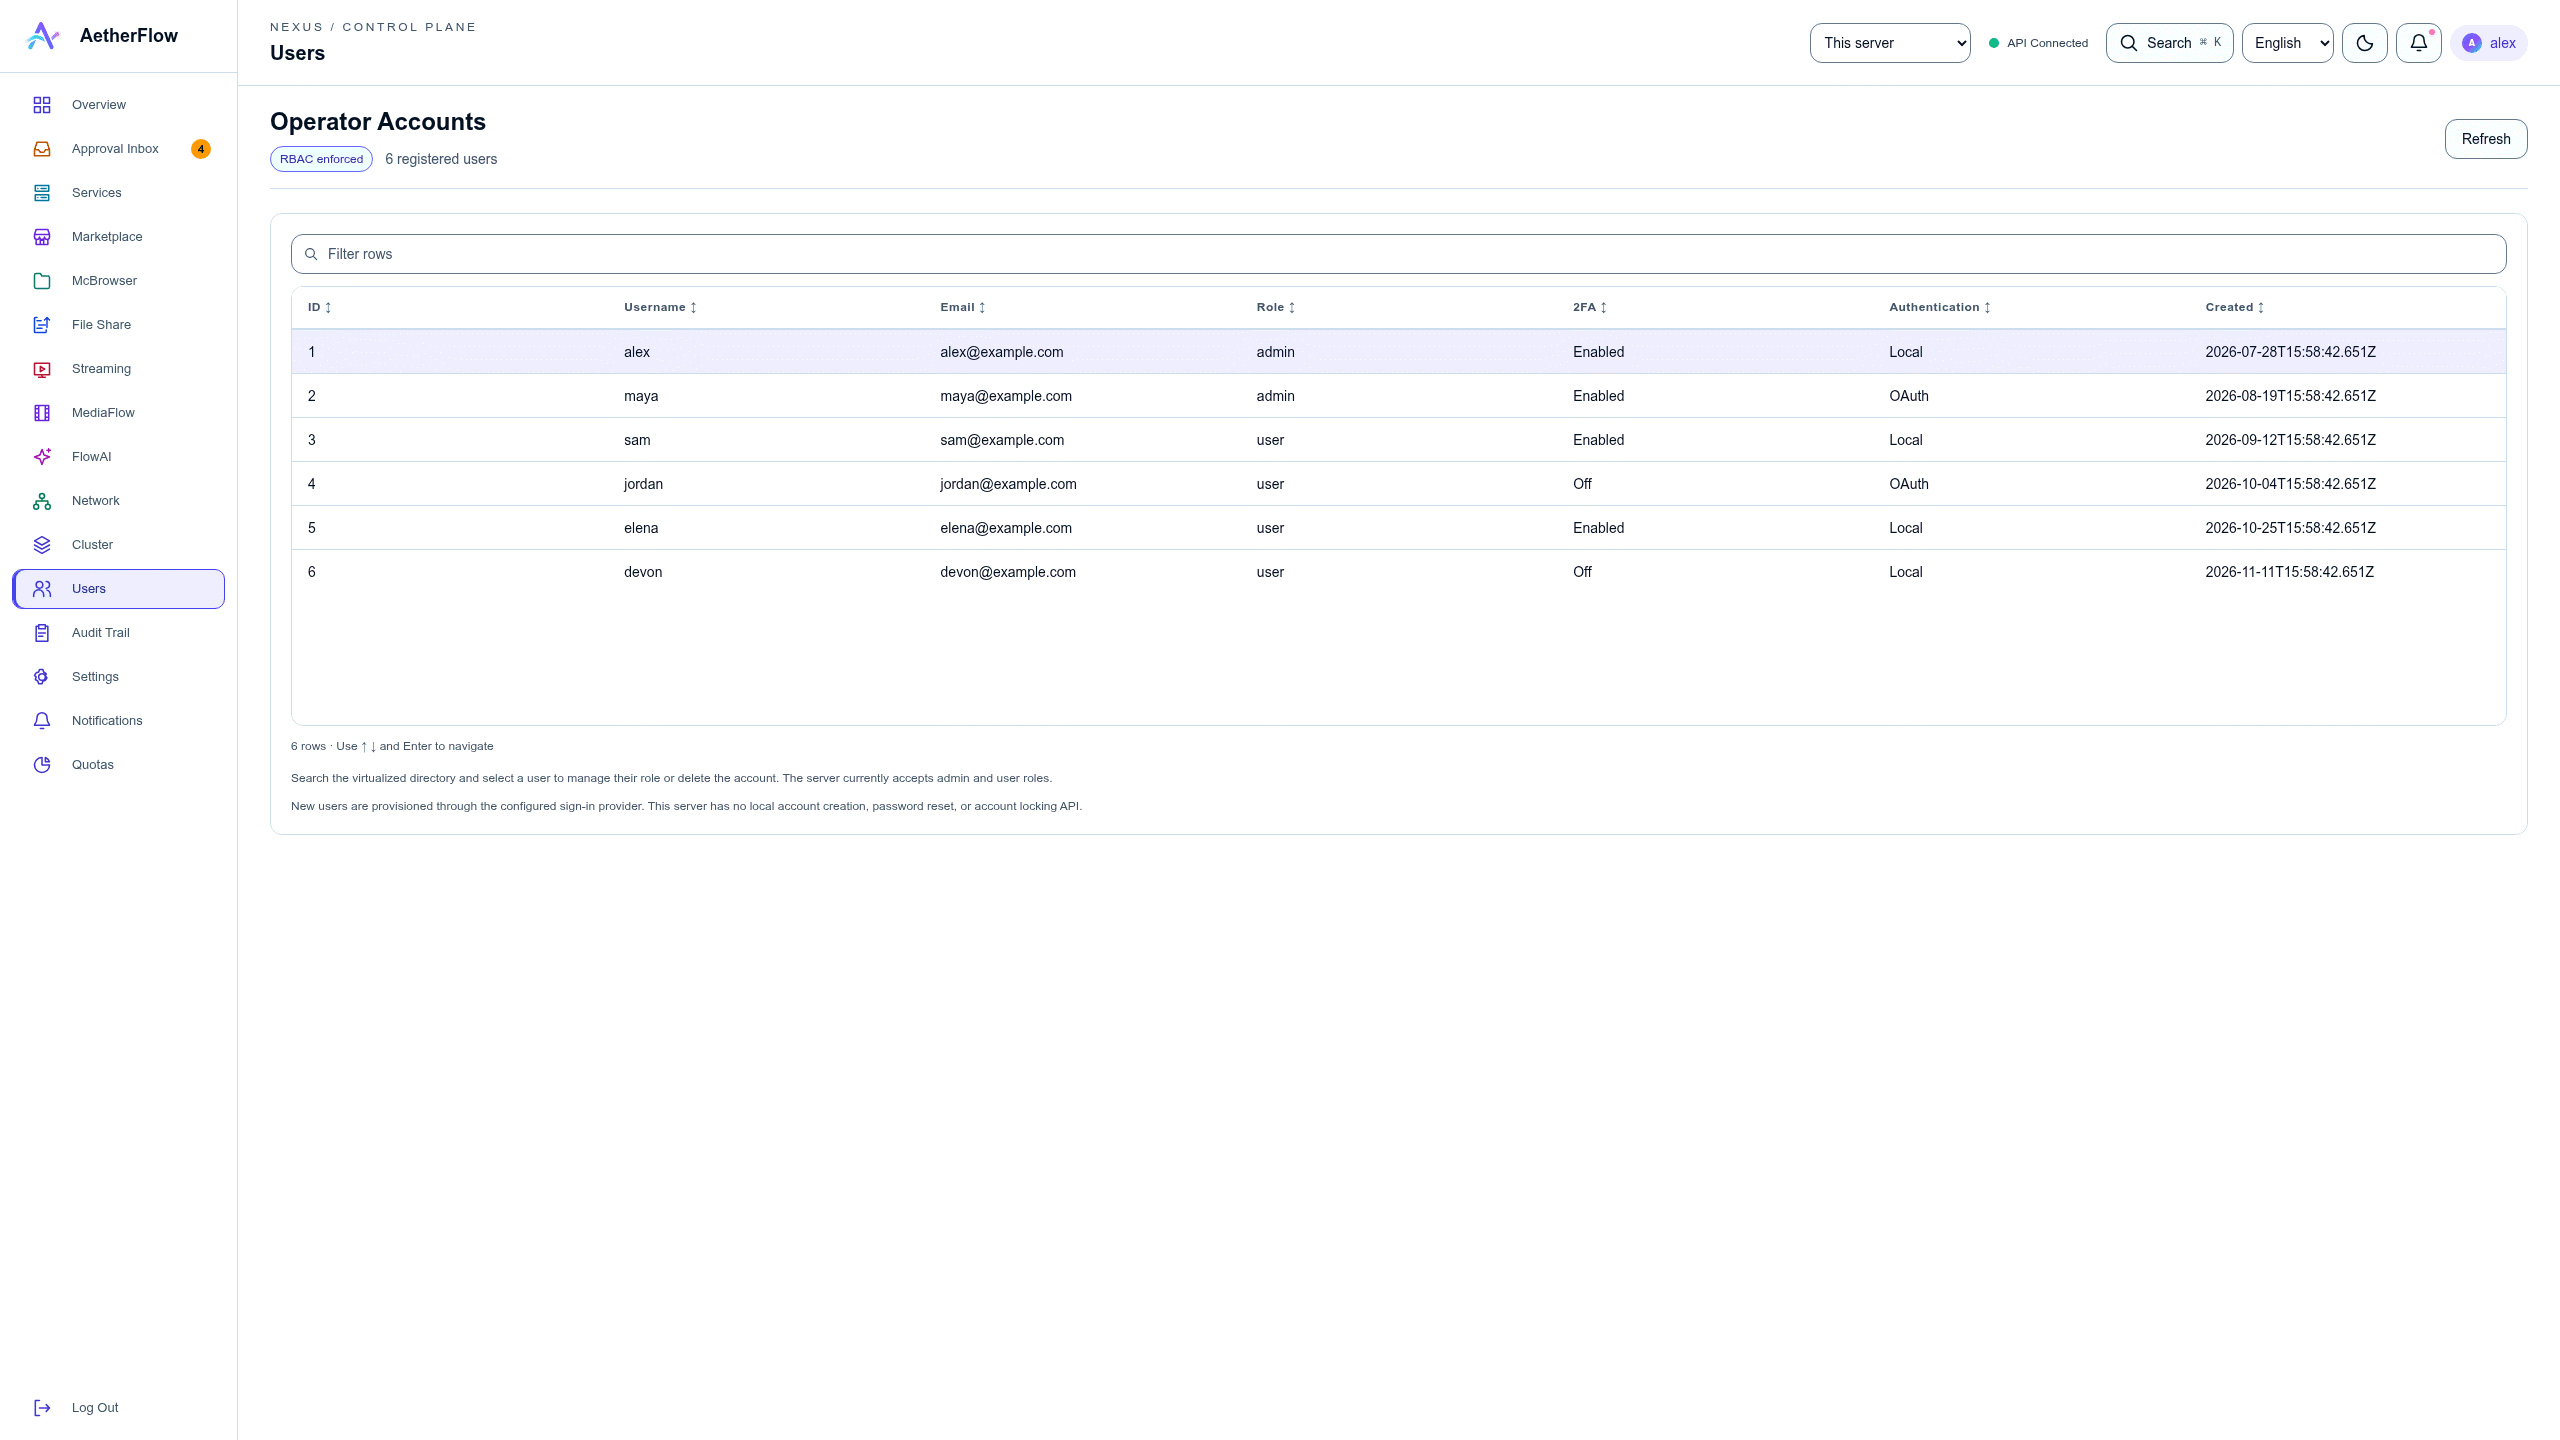 AetherFlow
NEXUS / CONTROL PLANE
Users
This server
API Connected
Search ⌘ K
English
A alex
Overview
Approval Inbox 4
Services
Marketplace
McBrowser
File Share
Streaming
MediaFlow
FlowAI
Network
Cluster
Users
Audit Trail
Settings
Notifications
Quotas
Log Out
Operator Accounts
RBAC enforced 6 registered users
Refresh
Filter rows
ID ↕ Username ↕ Email ↕ Role ↕ 2FA ↕ Authentication ↕ Created ↕
1 alex alex@example.com admin Enabled Local 2026-07-28T15:58:42.651Z
2 maya maya@example.com admin Enabled OAuth 2026-08-19T15:58:42.651Z
3 sam sam@example.com user Enabled Local 2026-09-12T15:58:42.651Z
4 jordan jordan@example.com user Off OAuth 2026-10-04T15:58:42.651Z
5 elena elena@example.com user Enabled Local 2026-10-25T15:58:42.651Z
6 devon devon@example.com user Off Local 2026-11-11T15:58:42.651Z
6 rows · Use ↑ ↓ and Enter to navigate
Search the virtualized directory and select a user to manage their role or delete the account. The server currently accepts admin and user roles.
New users are provisioned through the configured sign-in provider. This server has no local account creation, password reset, or account locking API.